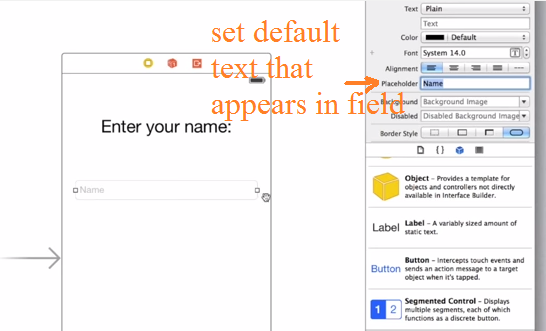 set default
text that
appears in field
Enter your name:
Name
Text Plain
Text
Color Default
Font System 14.0 T
Alignment
Placeholder Name
Background Background Image
Disabled Disabled Background Image
Border Style
{ }
Object – Provides a template for
objects and controllers not directly
available in Interface Builder.
Label Label – A variably sized amount of
static text.
Button Button – Intercepts touch events and
sends an action message to a target
object when it's tapped.
1 2 Segmented Control – Displays
multiple segments, each of which
functions as a discrete button.